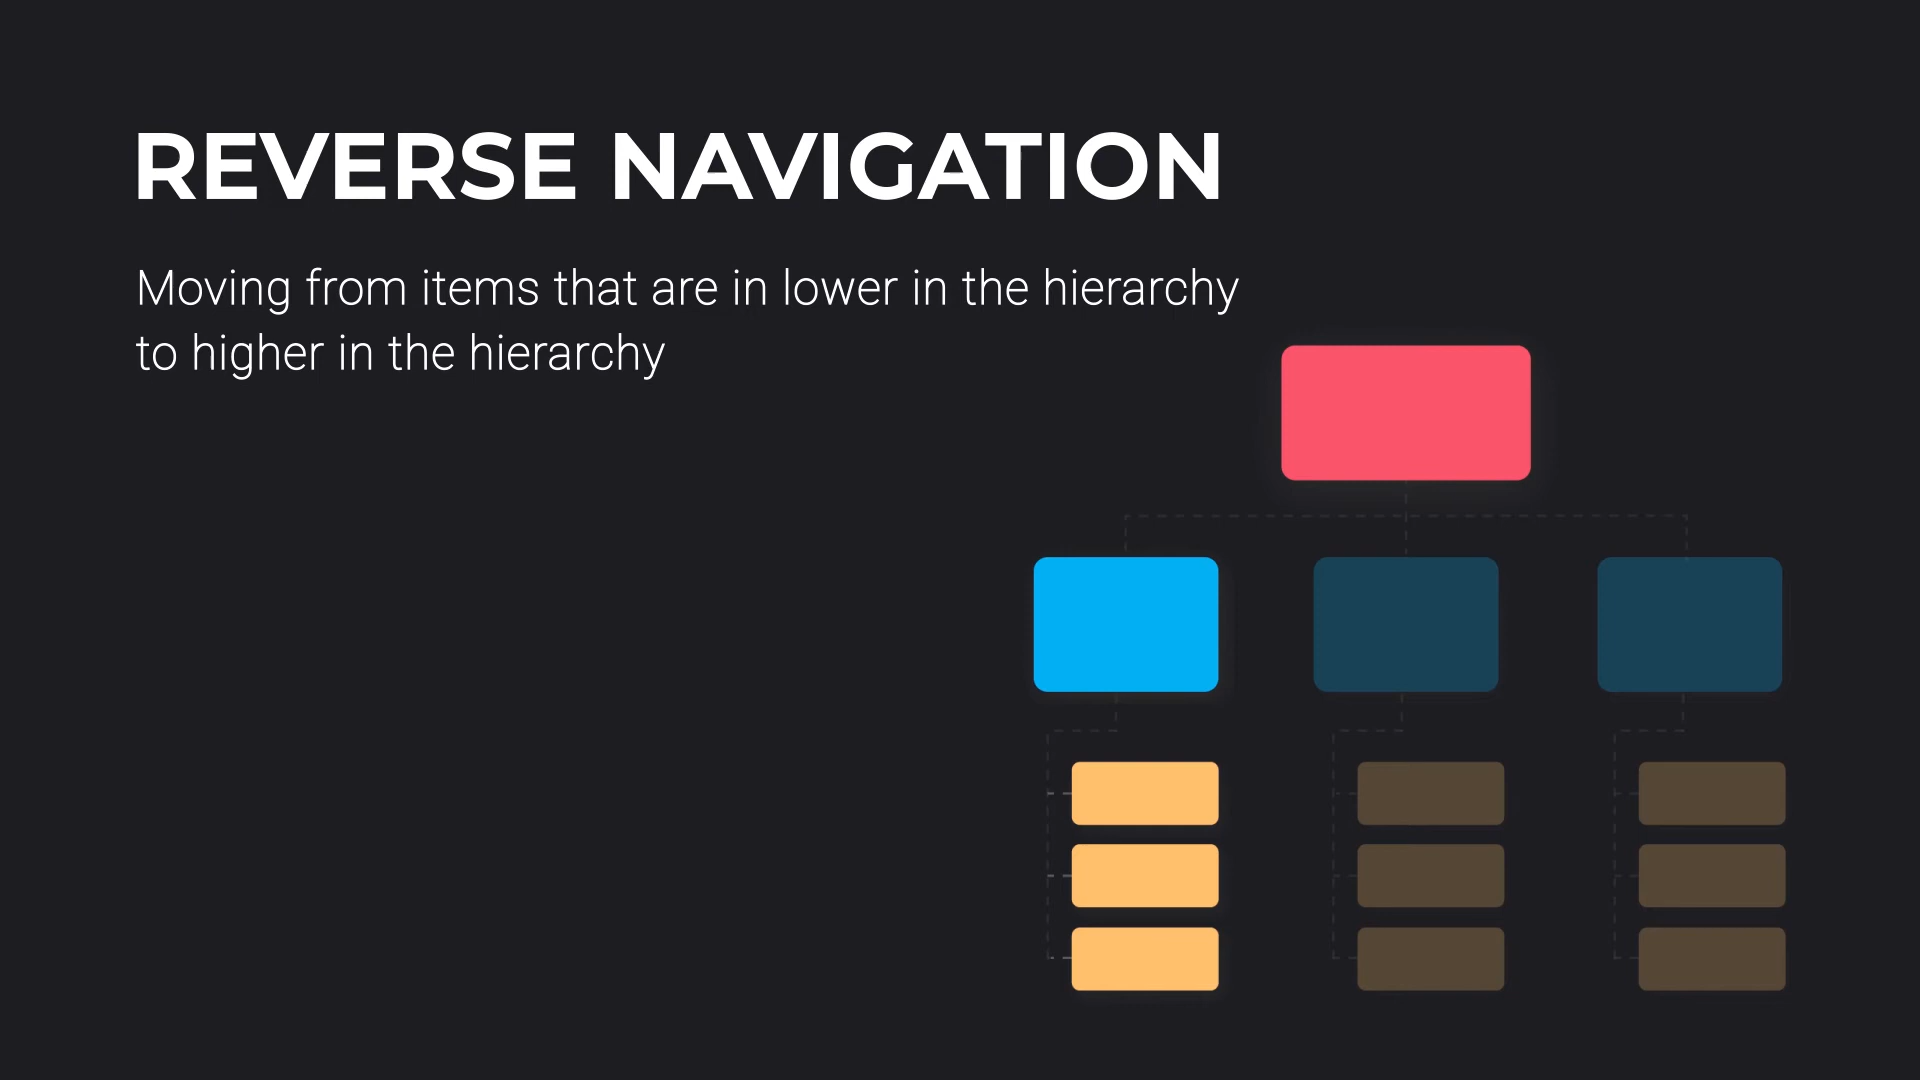 REVERSE NAVIGATION
Moving from items that are in lower in the hierarchy
to higher in the hierarchy